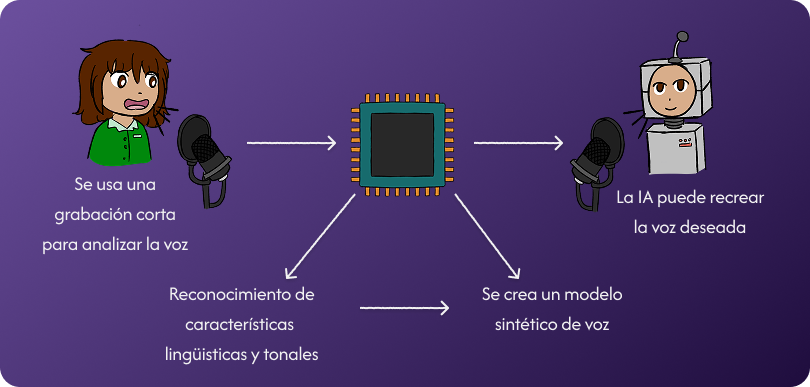 Se usa una
grabación corta
para analizar la voz
Reconocimiento de
características
lingüisticas y tonales
Se crea un modelo
sintético de voz
La IA puede recrear
la voz deseada